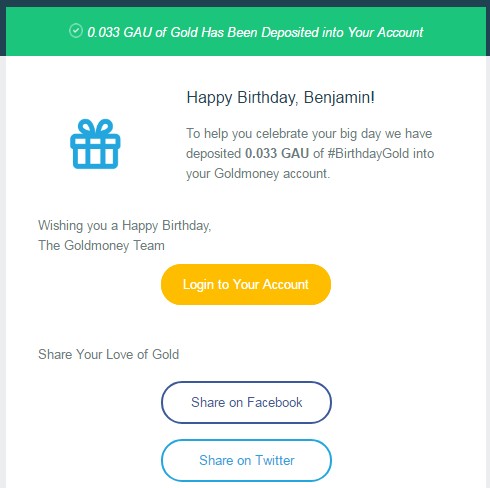 0.033 GAU of Gold Has Been Deposited into Your Account
Happy Birthday, Benjamin!
To help you celebrate your big day we have
deposited 0.033 GAU of #BirthdayGold into
your Goldmoney account.
Wishing you a Happy Birthday,
The Goldmoney Team
Login to Your Account
Share Your Love of Gold
Share on Facebook
Share on Twitter